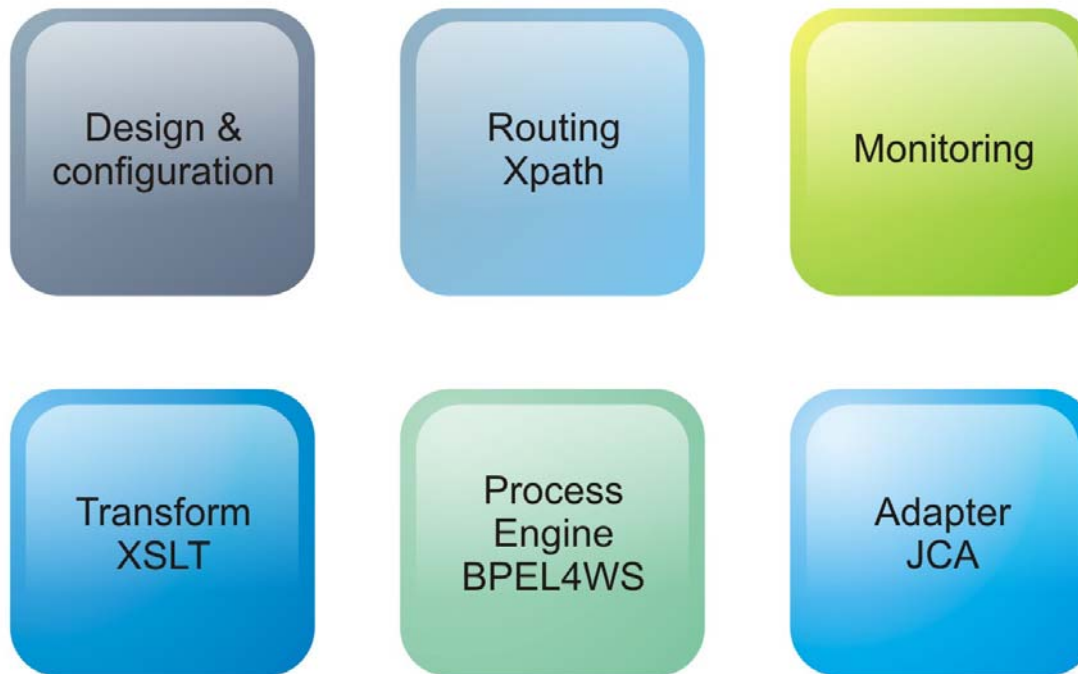 Design &
configuration
Routing
Xpath
Monitoring
Transform
XSLT
Process
Engine
BPEL4WS
Adapter
JCA